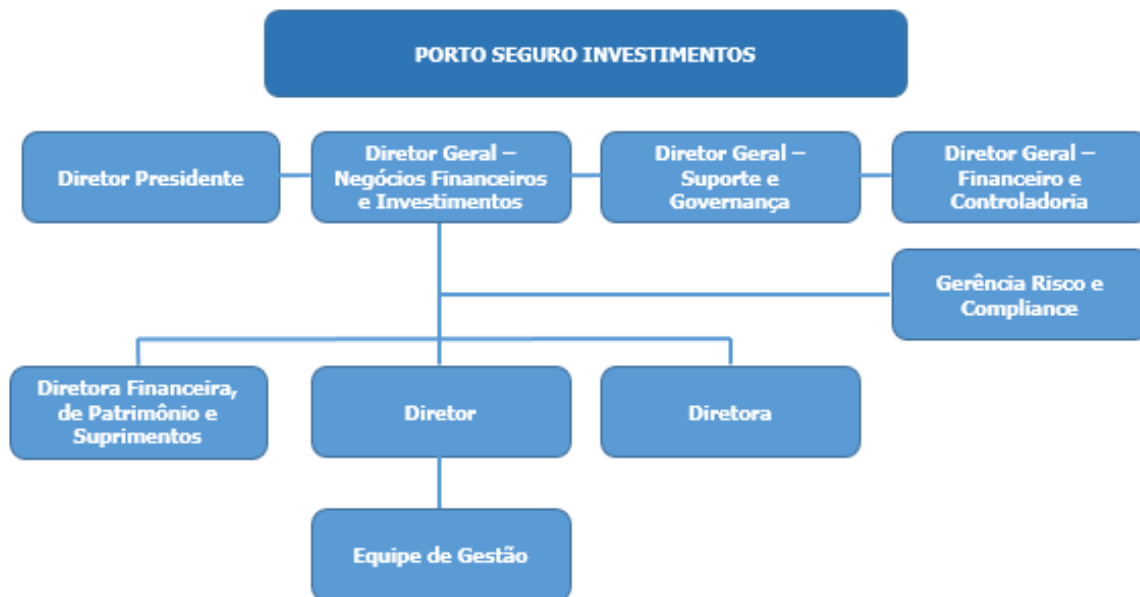 PORTO SEGURO INVESTIMENTOS
Diretor Presidente
Diretor Geral –
Negócios Financeiros
e Investimentos
Diretor Geral –
Suporte e
Governança
Diretor Geral –
Financeiro e
Controladoria
Gerência Risco e
Compliance
Diretora Financeira,
de Patrimônio e
Suprimentos
Diretor
Diretora
Equipe de Gestão